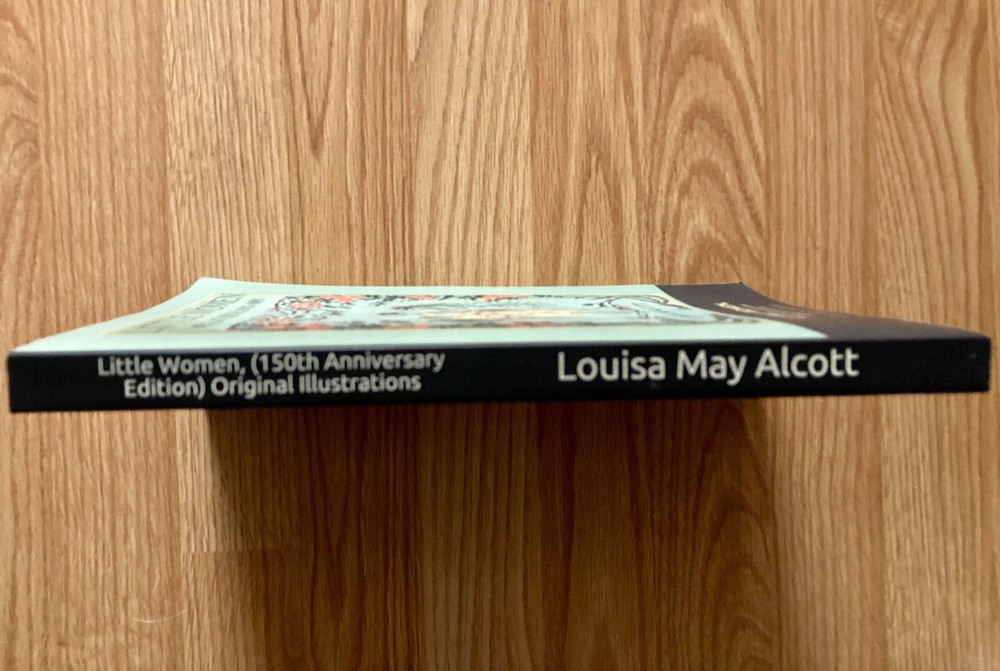 Little Women, (150th Anniversary
Edition) Original Illustrations
Louisa May Alcott